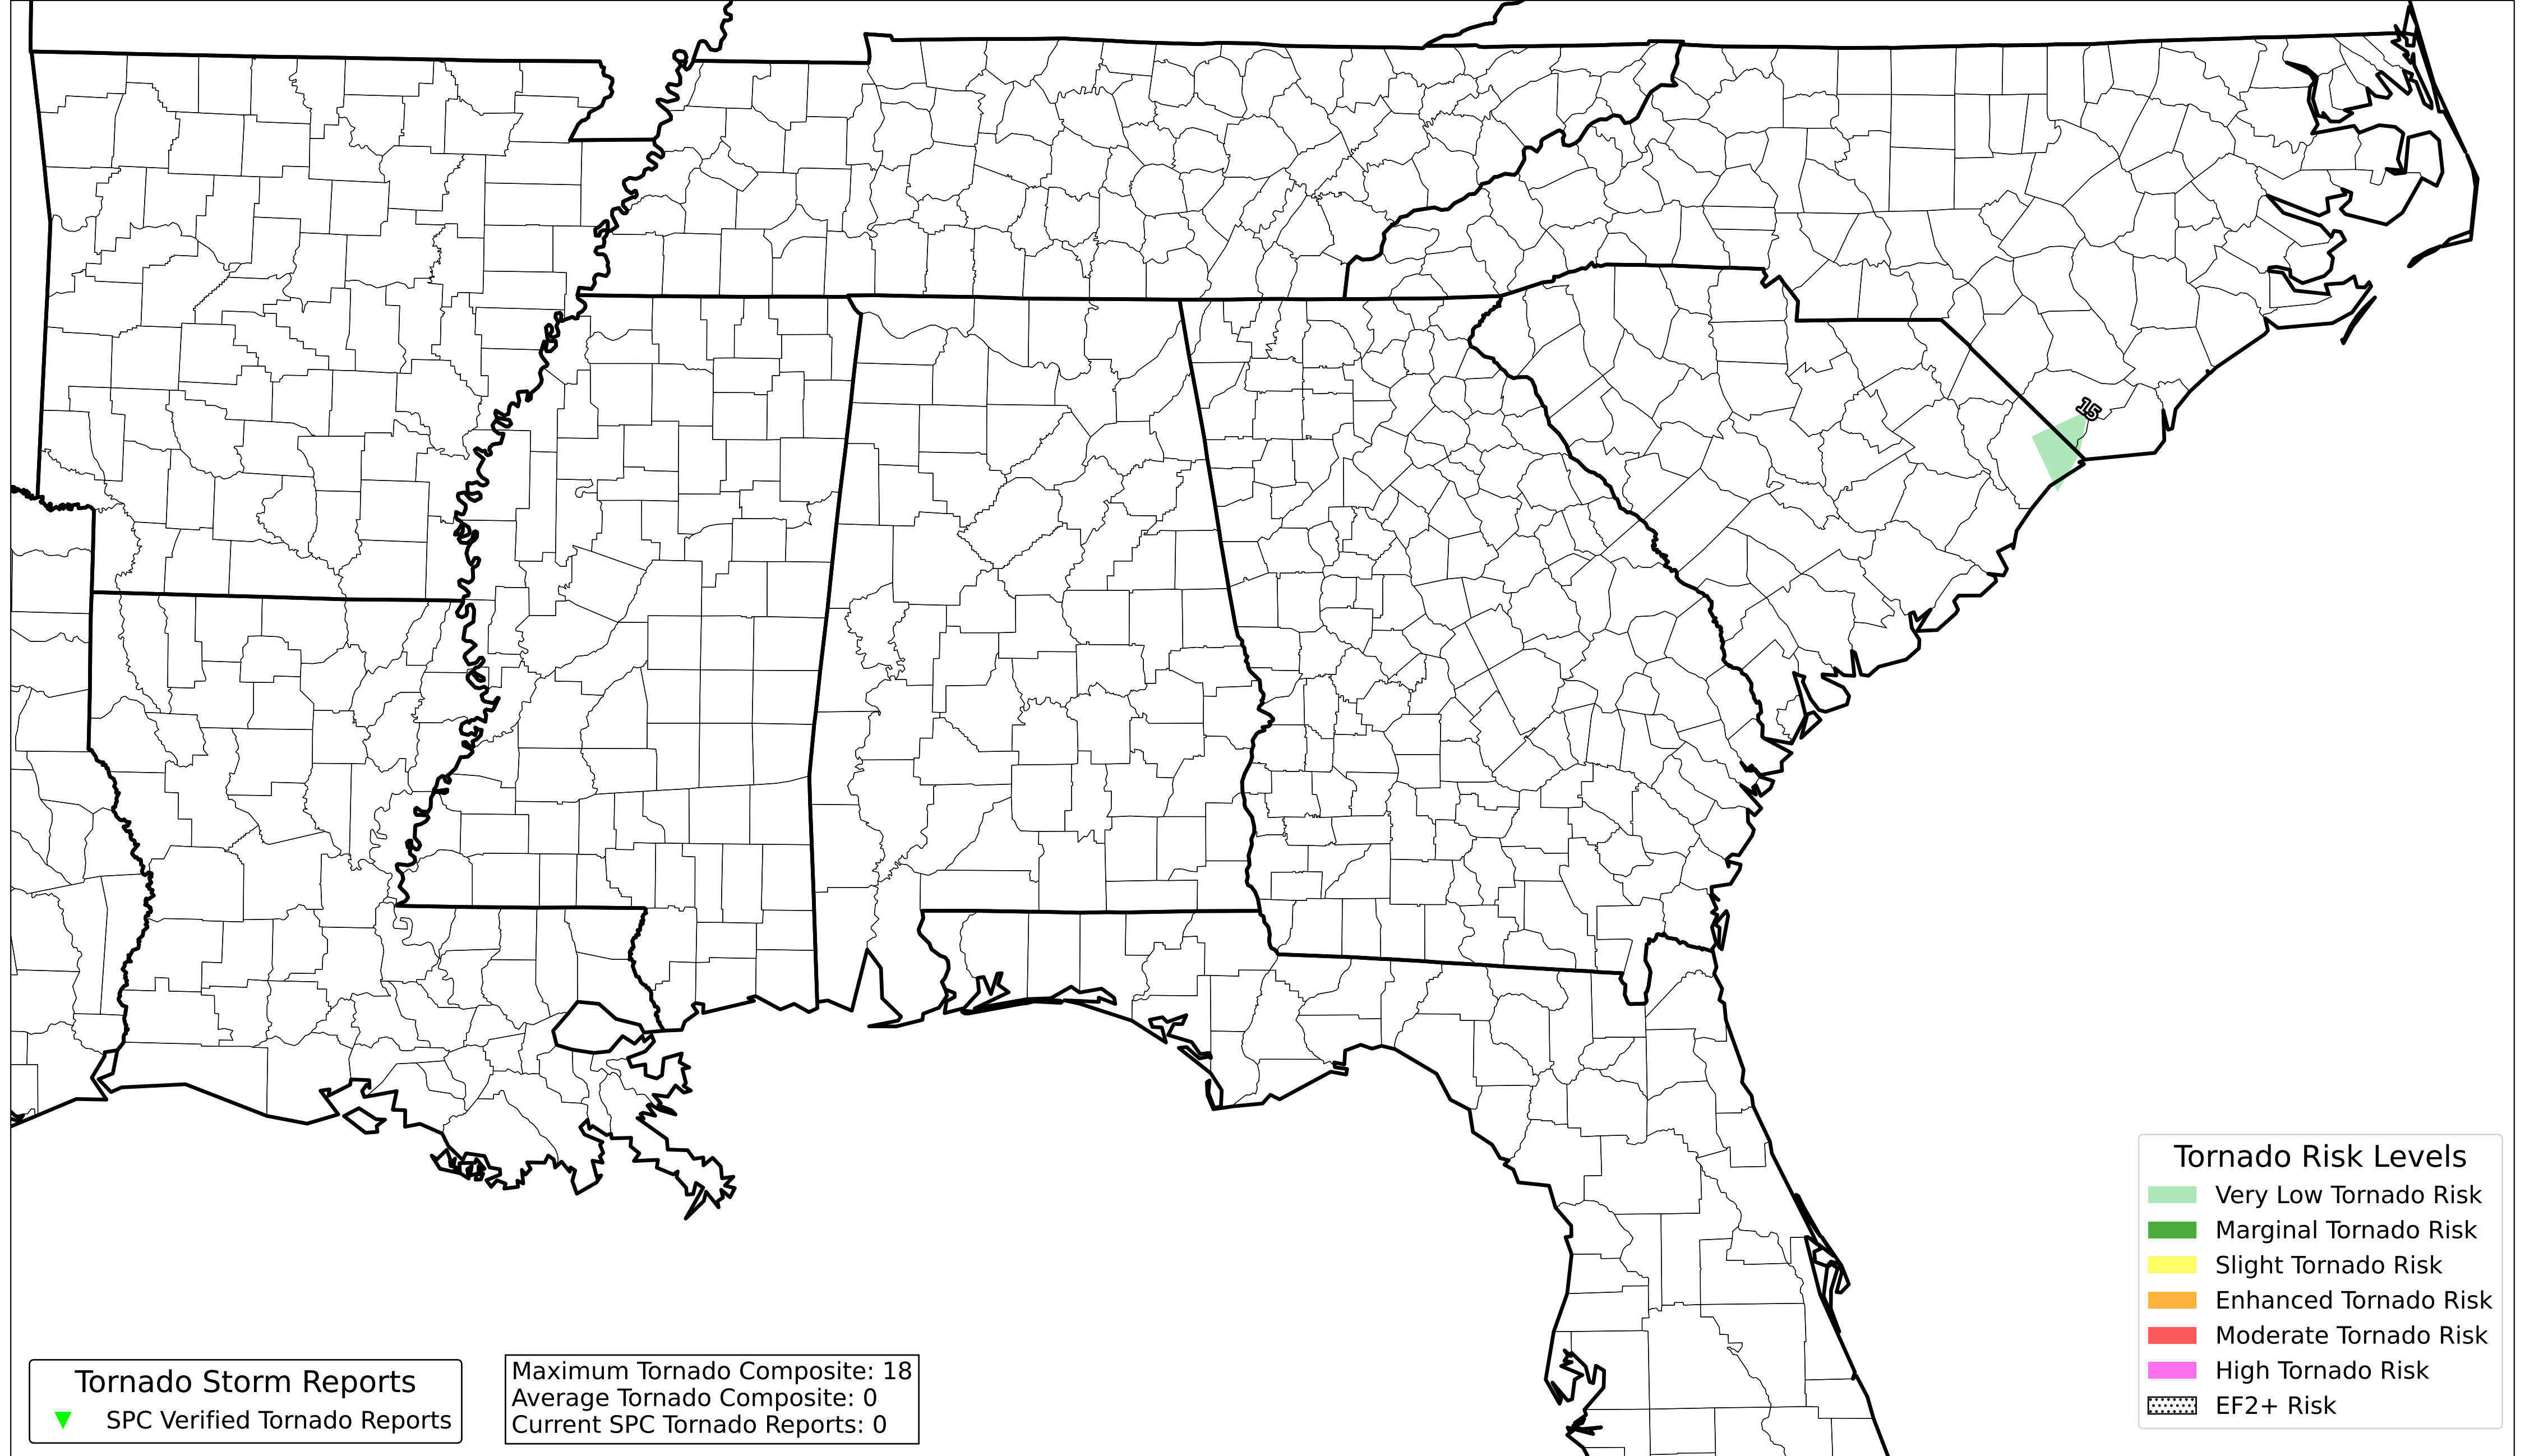 15
Tornado Risk Levels
Very Low Tornado Risk
Marginal Tornado Risk
Slight Tornado Risk
Enhanced Tornado Risk
Moderate Tornado Risk
High Tornado Risk
EF2+ Risk
Tornado Storm Reports
SPC Verified Tornado Reports
Maximum Tornado Composite: 18
Average Tornado Composite: 0
Current SPC Tornado Reports: 0